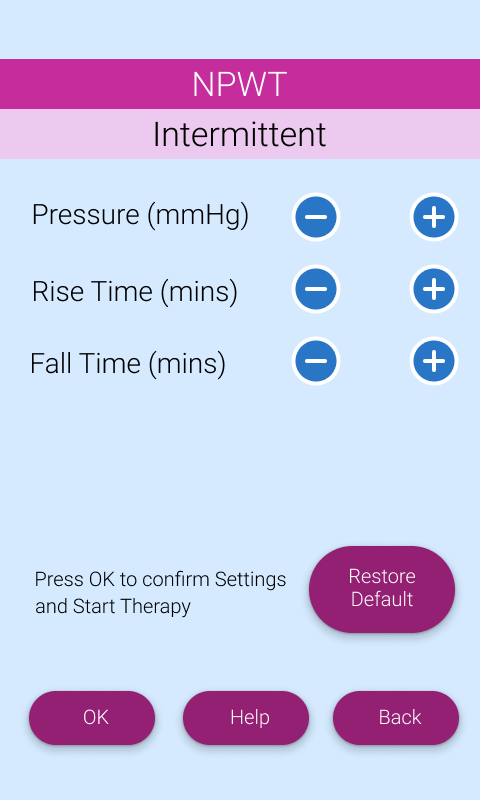 NPWT
Intermittent
Pressure (mmHg)
Rise Time (mins)
Fall Time (mins)
Press OK to confirm Settings
and Start Therapy
Restore
Default
OK
Help
Back